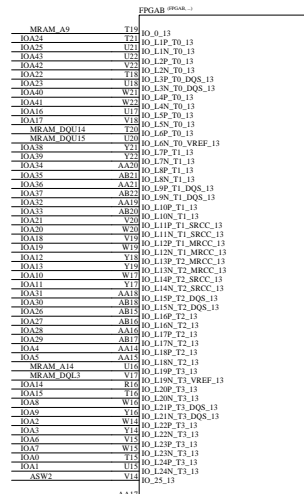 FPGAB (FPGAB, ...)
MRAM_A9 T19 IO_0_13
IOA24 T21 IO_L1P_T0_13
IOA25 U21 IO_L1N_T0_13
IOA43 U22 IO_L2P_T0_13
IOA42 V22 IO_L2N_T0_13
IOA22 T18 IO_L3P_T0_DQS_13
IOA23 U18 IO_L3N_T0_DQS_13
IOA40 W21 IO_L4P_T0_13
IOA41 W22 IO_L4N_T0_13
IOA16 U17 IO_L5P_T0_13
IOA17 V18 IO_L5N_T0_13
MRAM_DQU14 T20 IO_L6P_T0_13
MRAM_DQU15 U20 IO_L6N_T0_VREF_13
IOA38 Y21 IO_L7P_T1_13
IOA39 Y22 IO_L7N_T1_13
IOA34 AA20 IO_L8P_T1_13
IOA35 AB21 IO_L8N_T1_13
IOA36 AA21 IO_L9P_T1_DQS_13
IOA37 AB22 IO_L9N_T1_DQS_13
IOA32 AA19 IO_L10P_T1_13
IOA33 AB20 IO_L10N_T1_13
IOA21 V20 IO_L11P_T1_SRCC_13
IOA20 W20 IO_L11N_T1_SRCC_13
IOA18 V19 IO_L12P_T1_MRCC_13
IOA19 W19 IO_L12N_T1_MRCC_13
IOA12 Y18 IO_L13P_T2_MRCC_13
IOA13 Y19 IO_L13N_T2_MRCC_13
IOA10 W17 IO_L14P_T2_SRCC_13
IOA11 Y17 IO_L14N_T2_SRCC_13
IOA31 AA18 IO_L15P_T2_DQS_13
IOA30 AB18 IO_L15N_T2_DQS_13
IOA26 AB15 IO_L16P_T2_13
IOA27 AB16 IO_L16N_T2_13
IOA28 AA16 IO_L17P_T2_13
IOA29 AB17 IO_L17N_T2_13
IOA4 AA14 IO_L18P_T2_13
IOA5 AA15 IO_L18N_T2_13
MRAM_A14 U16 IO_L19P_T3_13
MRAM_DQL3 V17 IO_L19N_T3_VREF_13
IOA14 R16 IO_L20P_T3_13
IOA15 T16 IO_L20N_T3_13
IOA8 W16 IO_L21P_T3_DQS_13
IOA9 Y16 IO_L21N_T3_DQS_13
IOA2 W14 IO_L22P_T3_13
IOA3 Y14 IO_L22N_T3_13
IOA6 V15 IO_L23P_T3_13
IOA7 W15 IO_L23N_T3_13
IOA0 T15 IO_L24P_T3_13
IOA1 U15 IO_L24N_T3_13
ASW2 V14 IO_25_13
AA17